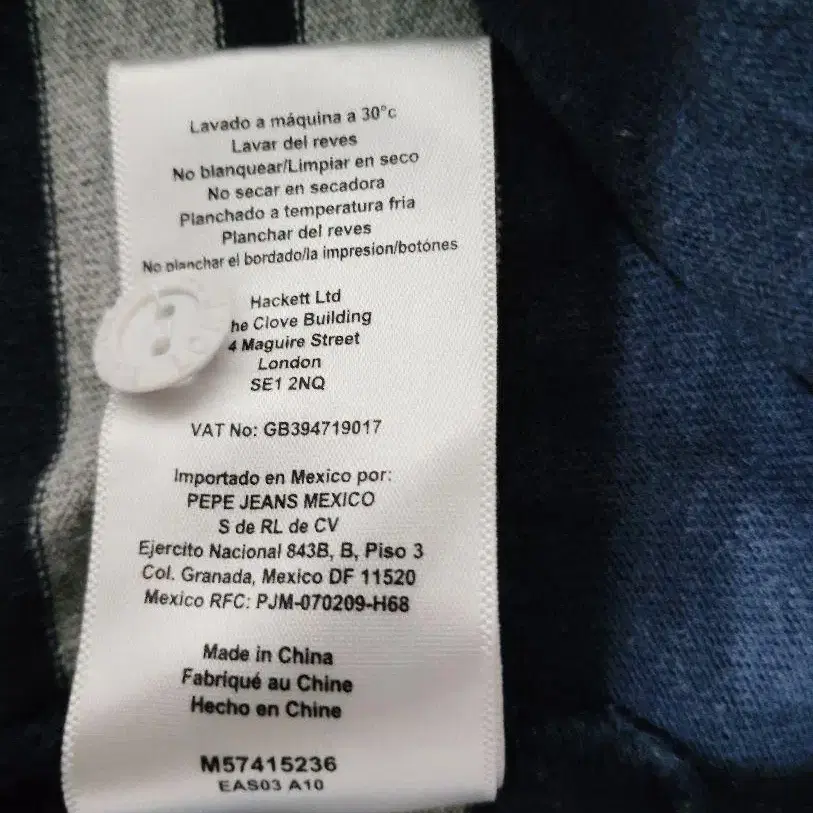 Lavado a máquina a 30°c
Lavar del reves
No blanquear/Limpiar en seco
No secar en secadora
Planchado a temperatura fria
Planchar del reves
No planchar el bordado/la impresion/botónes
Hackett Ltd
he Clove Building
4 Maguire Street
London
SE1 2NQ
VAT No: GB394719017
Importado en Mexico por:
PEPE JEANS MEXICO
S de RL de CV
Ejercito Nacional 843B, B, Piso 3
Col. Granada, Mexico DF 11520
Mexico RFC: PJM-070209-H68
Made in China
Fabriqué au Chine
Hecho en Chine
M57415236
EAS03 A10